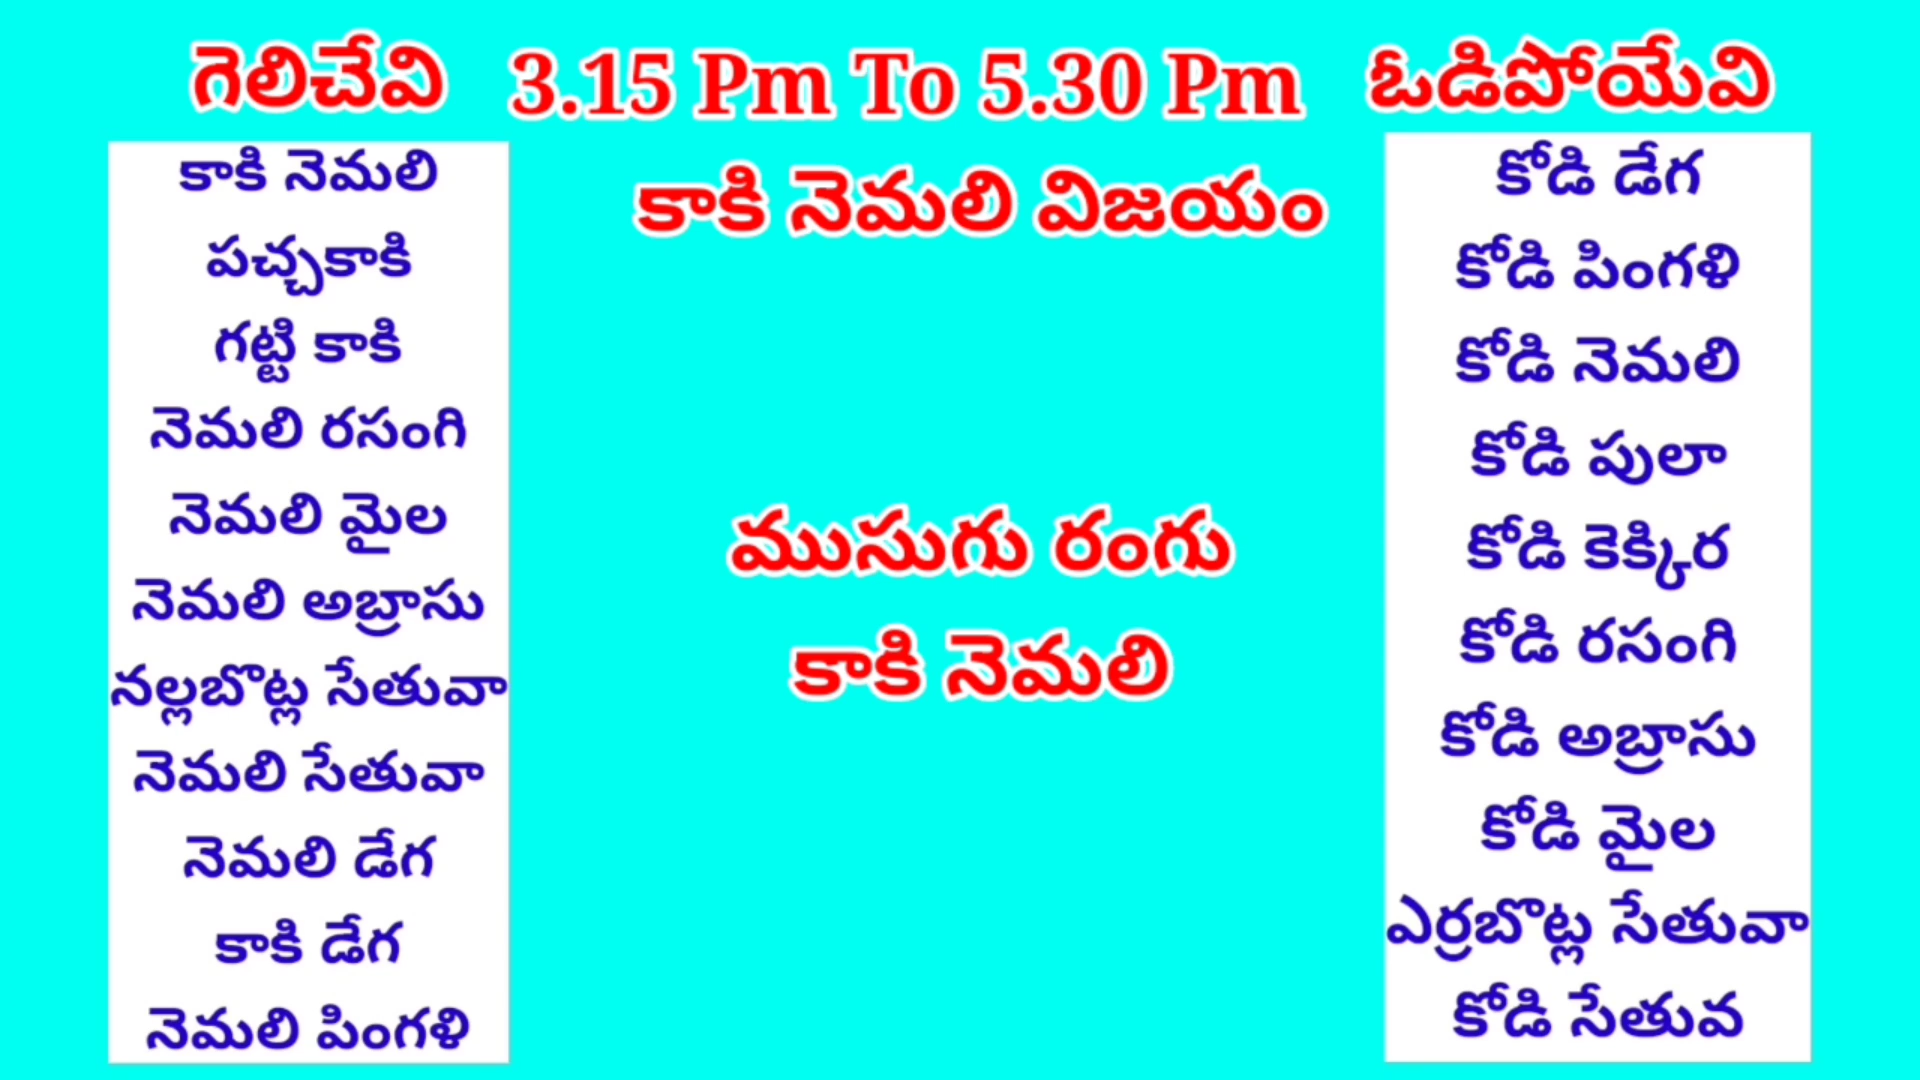 గెలిచేవి
3.15 Pm To 5.30 Pm
ఓడిపోయేవి
కాకి నెమలి విజయం
ముసుగు రంగు
కాకి నెమలి
కాకి నెమలి
పచ్చకాకి
గట్టి కాకి
నెమలి రసంగి
నెమలి మైల
నెమలి అబ్రాసు
నల్లబొట్ల సేతువా
నెమలి సేతువా
నెమలి డేగ
కాకి డేగ
నెమలి పింగళి
కోడి డేగ
కోడి పింగళి
కోడి నెమలి
కోడి పులా
కోడి కెక్కిర
కోడి రసంగి
కోడి అబ్రాసు
కోడి మైల
ఎర్రబొట్ల సేతువా
కోడి సేతువ